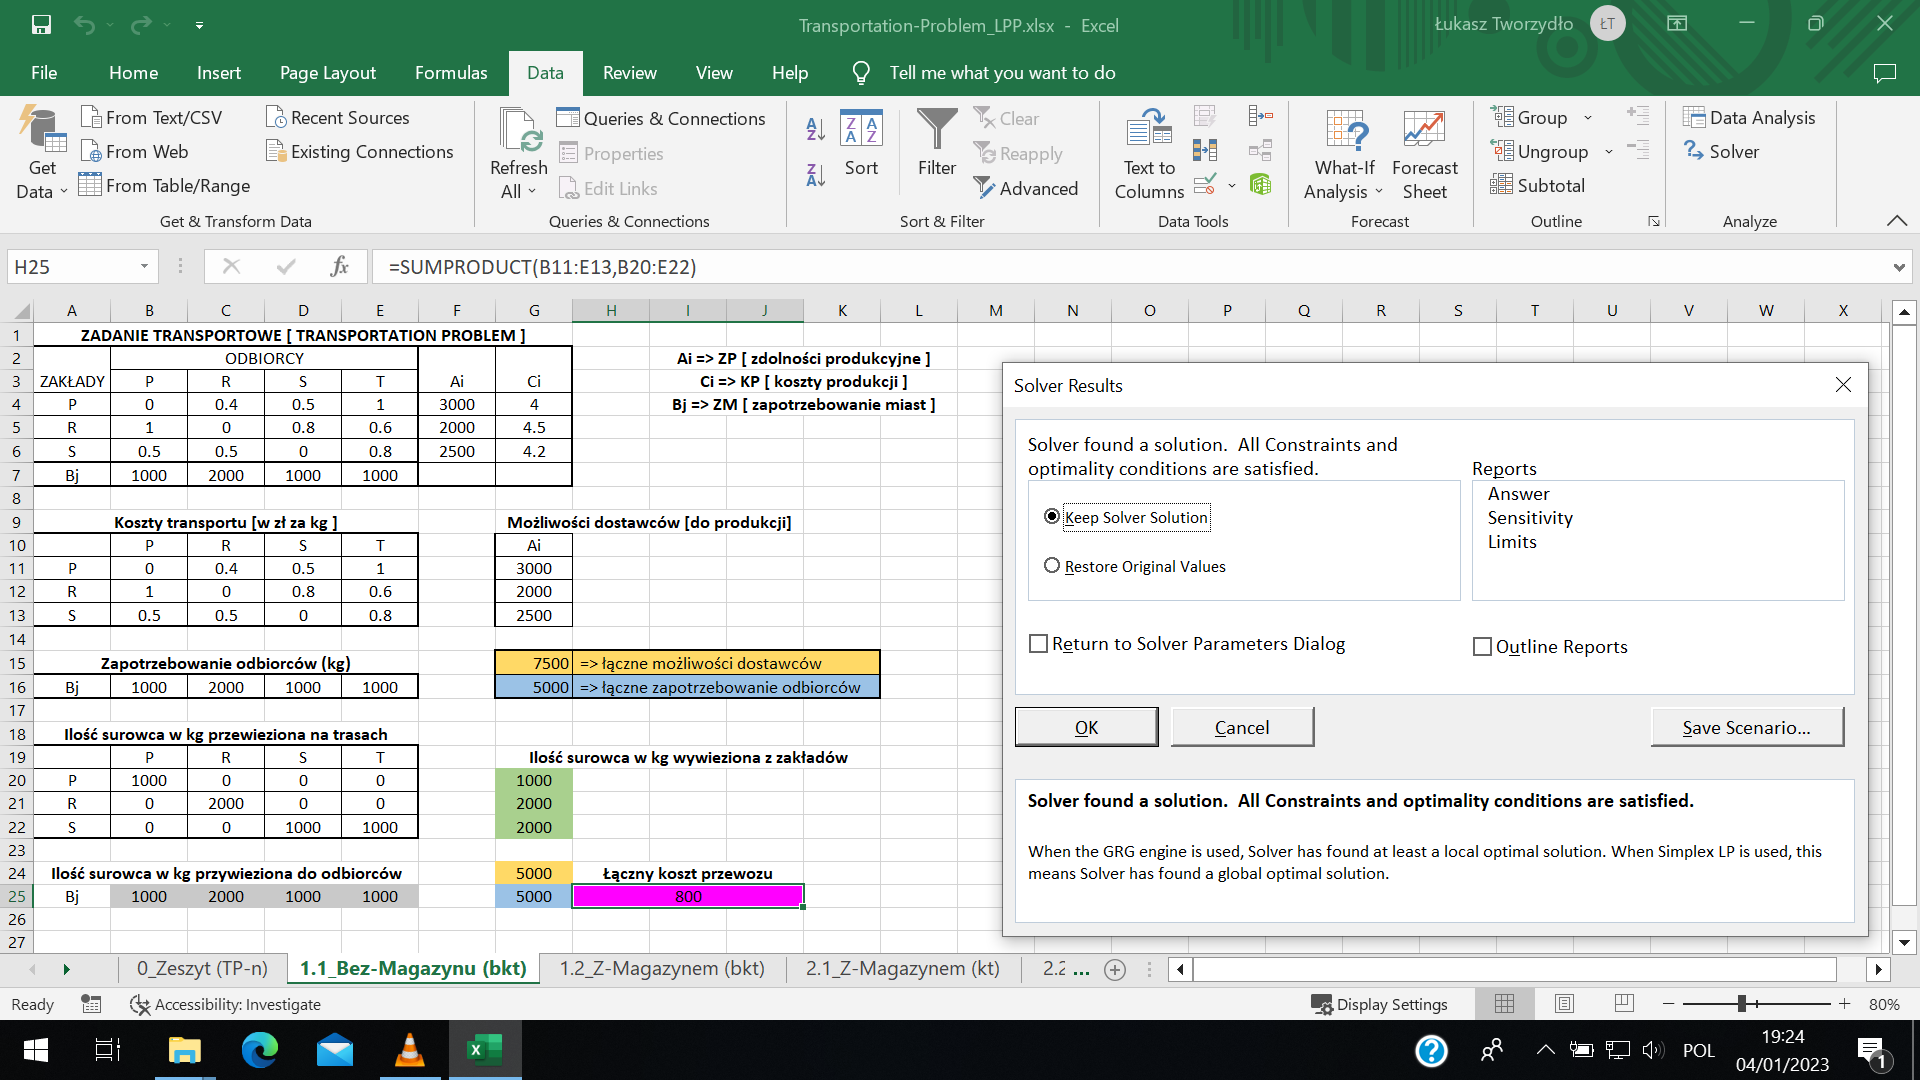 Transportation-Problem_LPP.xlsx - Excel
Łukasz Tworzydło
ŁT
File Home Insert Page Layout Formulas Data Review View Help Tell me what you want to do
Get Data
From Text/CSV
From Web
From Table/Range
Recent Sources
Existing Connections
Get & Transform Data
Refresh All
Queries & Connections
Properties
Edit Links
Queries & Connections
Sort
Filter
Clear
Reapply
Advanced
Sort & Filter
Text to Columns
Data Tools
What-If Analysis
Forecast Sheet
Forecast
Group
Ungroup
Subtotal
Outline
Data Analysis
Solver
Analyze
H25 fx =SUMPRODUCT(B11:E13,B20:E22)
A B C D E F G H I J K L M N O P Q R S T U V W X
1 ZADANIE TRANSPORTOWE [ TRANSPORTATION PROBLEM ]
2 ODBIORCY Ai => ZP [ zdolności produkcyjne ]
3 ZAKŁADY P R S T Ai Ci Ci => KP [ koszty produkcji ]
4 P 0 0.4 0.5 1 3000 4 Bj => ZM [ zapotrzebowanie miast ]
5 R 1 0 0.8 0.6 2000 4.5
6 S 0.5 0.5 0 0.8 2500 4.2
7 Bj 1000 2000 1000 1000
8
9 Koszty transportu [w zł za kg ] Możliwości dostawców [do produkcji]
10 P R S T Ai
11 P 0 0.4 0.5 1 3000
12 R 1 0 0.8 0.6 2000
13 S 0.5 0.5 0 0.8 2500
14
15 Zapotrzebowanie odbiorców (kg) 7500 => łączne możliwości dostawców
16 Bj 1000 2000 1000 1000 5000 => łączne zapotrzebowanie odbiorców
17
18 Ilość surowca w kg przewieziona na trasach
19 P R S T Ilość surowca w kg wywieziona z zakładów
20 P 1000 0 0 0 1000
21 R 0 2000 0 0 2000
22 S 0 0 1000 1000 2000
23
24 Ilość surowca w kg przywieziona do odbiorców 5000 Łączny koszt przewozu
25 Bj 1000 2000 1000 1000 5000 800
26
27
Solver Results
Solver found a solution. All Constraints and
optimality conditions are satisfied.
Keep Solver Solution
Restore Original Values
Reports
Answer
Sensitivity
Limits
Return to Solver Parameters Dialog
Outline Reports
OK Cancel Save Scenario...
Solver found a solution. All Constraints and optimality conditions are satisfied.
When the GRG engine is used, Solver has found at least a local optimal solution. When Simplex LP is used, this
means Solver has found a global optimal solution.
0_Zeszyt (TP-n) 1.1_Bez-Magazynu (bkt) 1.2_Z-Magazynem (bkt) 2.1_Z-Magazynem (kt) 2.2 ...
Ready Accessibility: Investigate Display Settings 80%
POL
19:24
04/01/2023
1